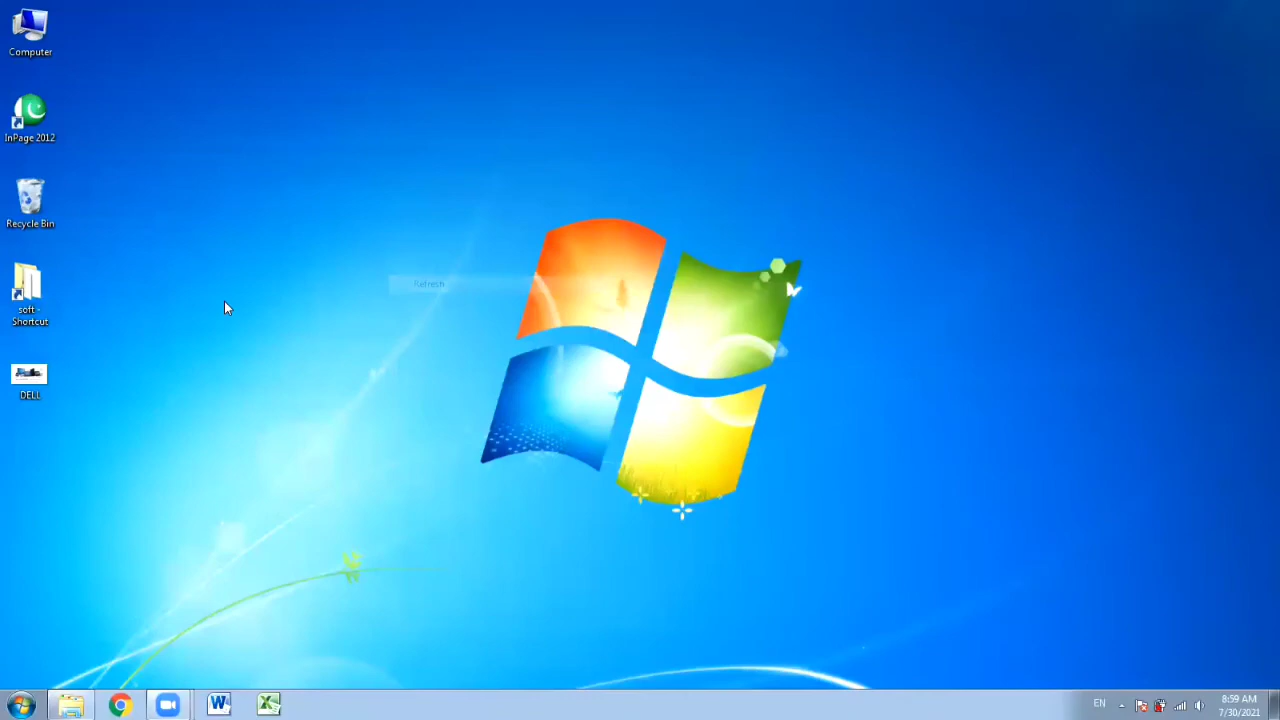 Computer
InPage 2012
Recycle Bin
soft -
Shortcut
DELL
Refresh
EN
8:59 AM
7/30/2021